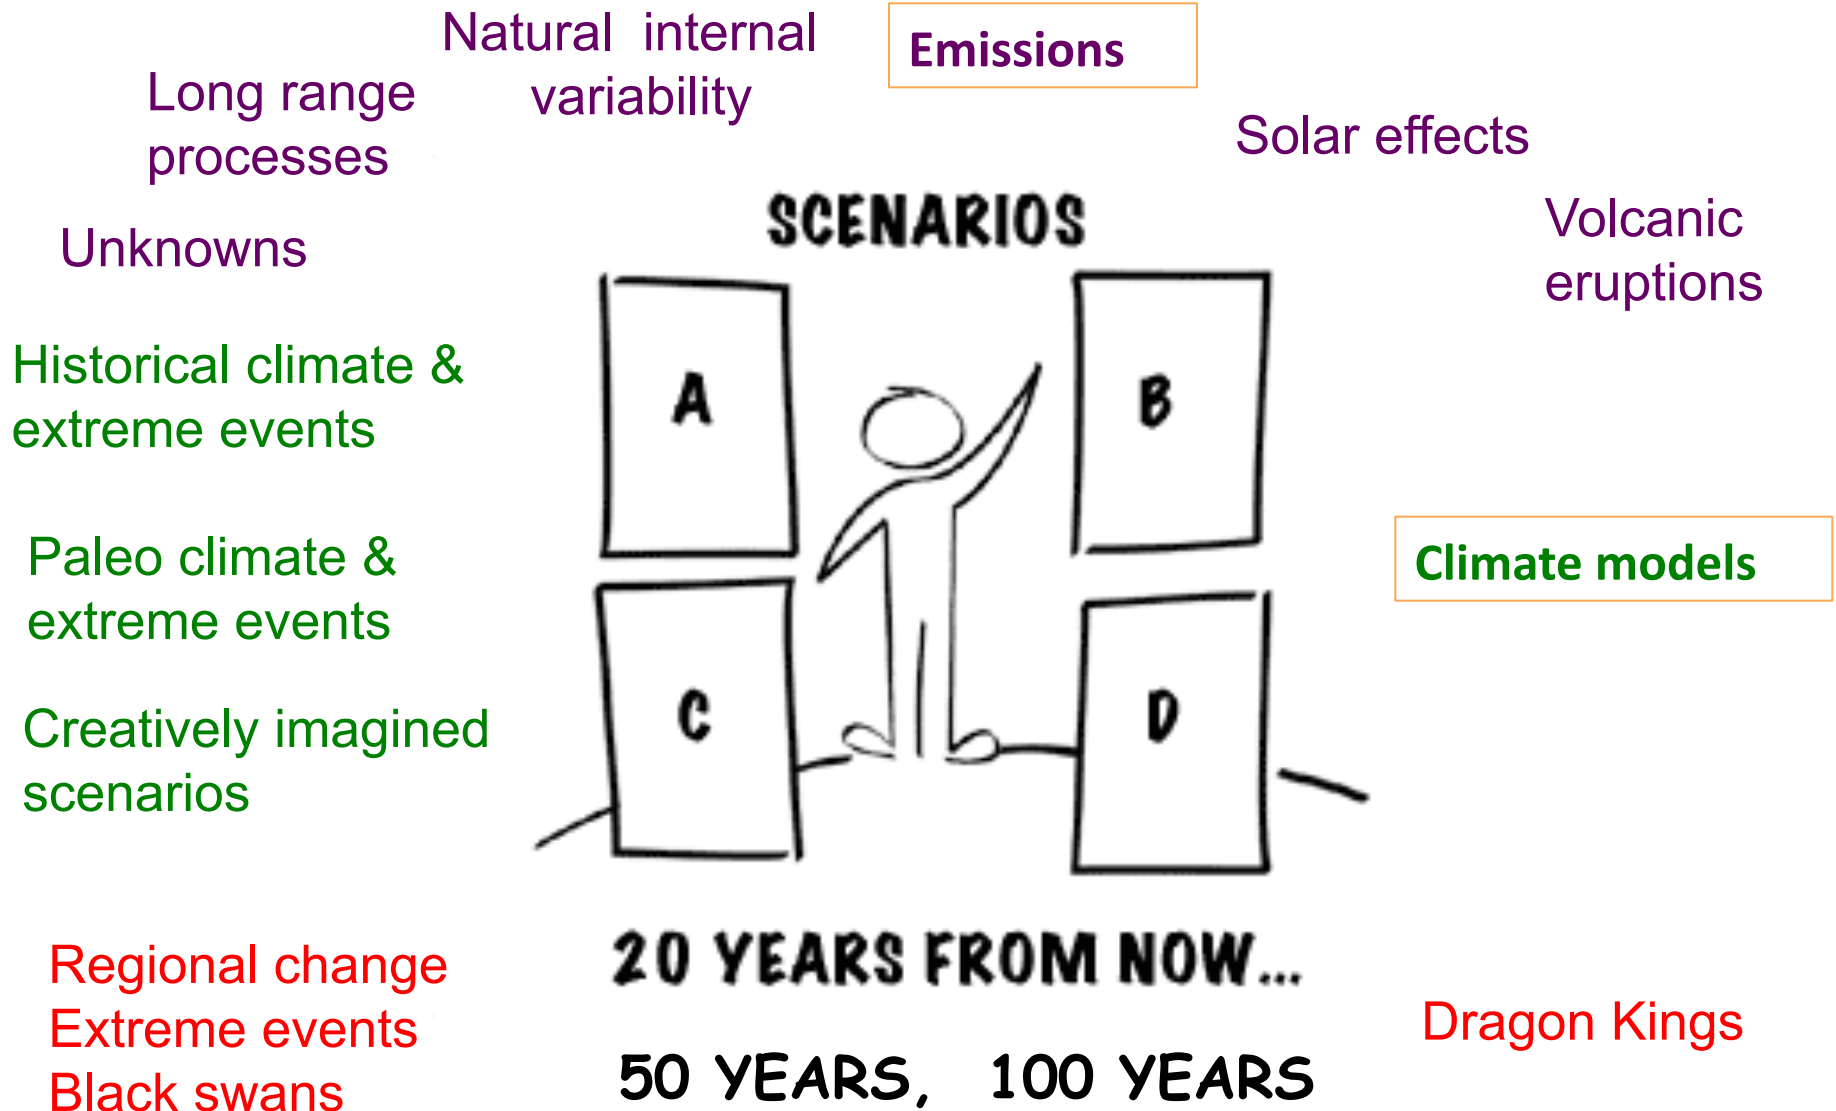 Natural internal
variability
Emissions
Long range
processes
Solar effects
Unknowns
Volcanic
eruptions
SCENARIOS
Historical climate &
extreme events
A
B
Paleo climate &
extreme events
Climate models
Creatively imagined
scenarios
C
D
Regional change
Extreme events
Black swans
20 YEARS FROM NOW...
50 YEARS, 100 YEARS
Dragon Kings